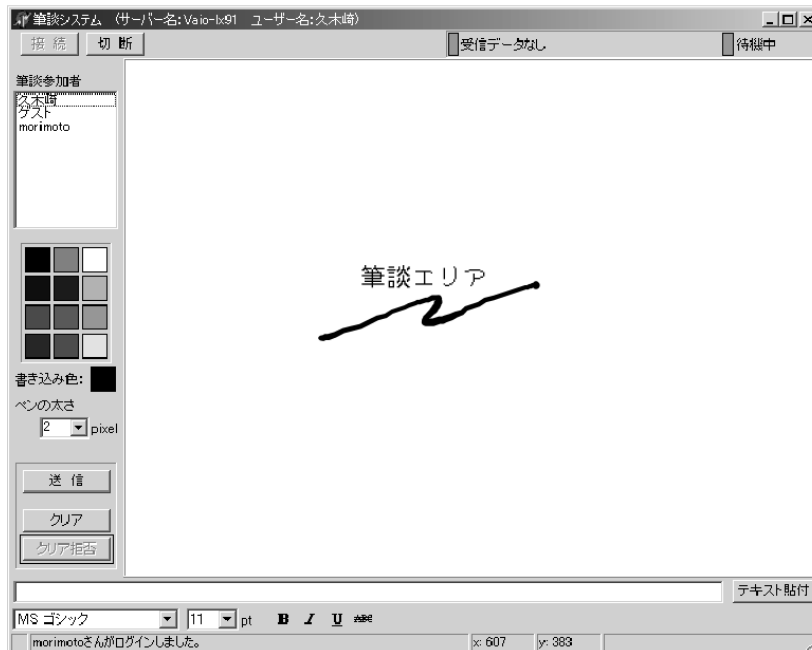 筆談システム (サーバー名:Vaio-lx91 ユーザー名:久木崎)
接続 切断 受信データなし 待機中
筆談参加者
久木崎
ゲスト
morimoto
筆談エリア
書き込み色:
ペンの太さ
2 pixel
送信
クリア
クリア拒否
テキスト貼付
MS ゴシック 11 pt B I U ABC
morimotoさんがログインしました。 x: 607 y: 383